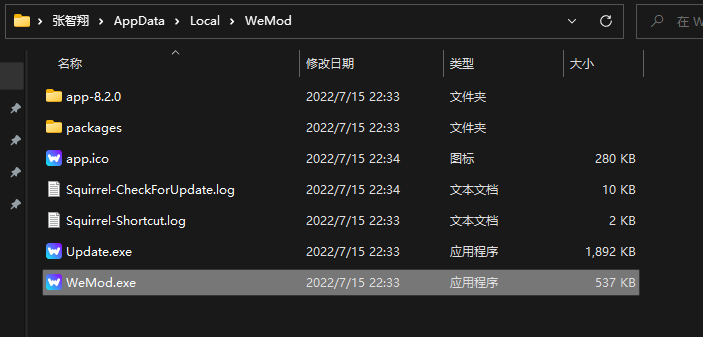 张智翔 AppData Local WeMod 在 W
名称 修改日期 类型 大小
app-8.2.0 2022/7/15 22:33 文件夹
packages 2022/7/15 22:33 文件夹
app.ico 2022/7/15 22:34 图标 280 KB
Squirrel-CheckForUpdate.log 2022/7/15 22:34 文本文档 10 KB
Squirrel-Shortcut.log 2022/7/15 22:33 文本文档 2 KB
Update.exe 2022/7/15 22:33 应用程序 1,892 KB
WeMod.exe 2022/7/15 22:33 应用程序 537 KB